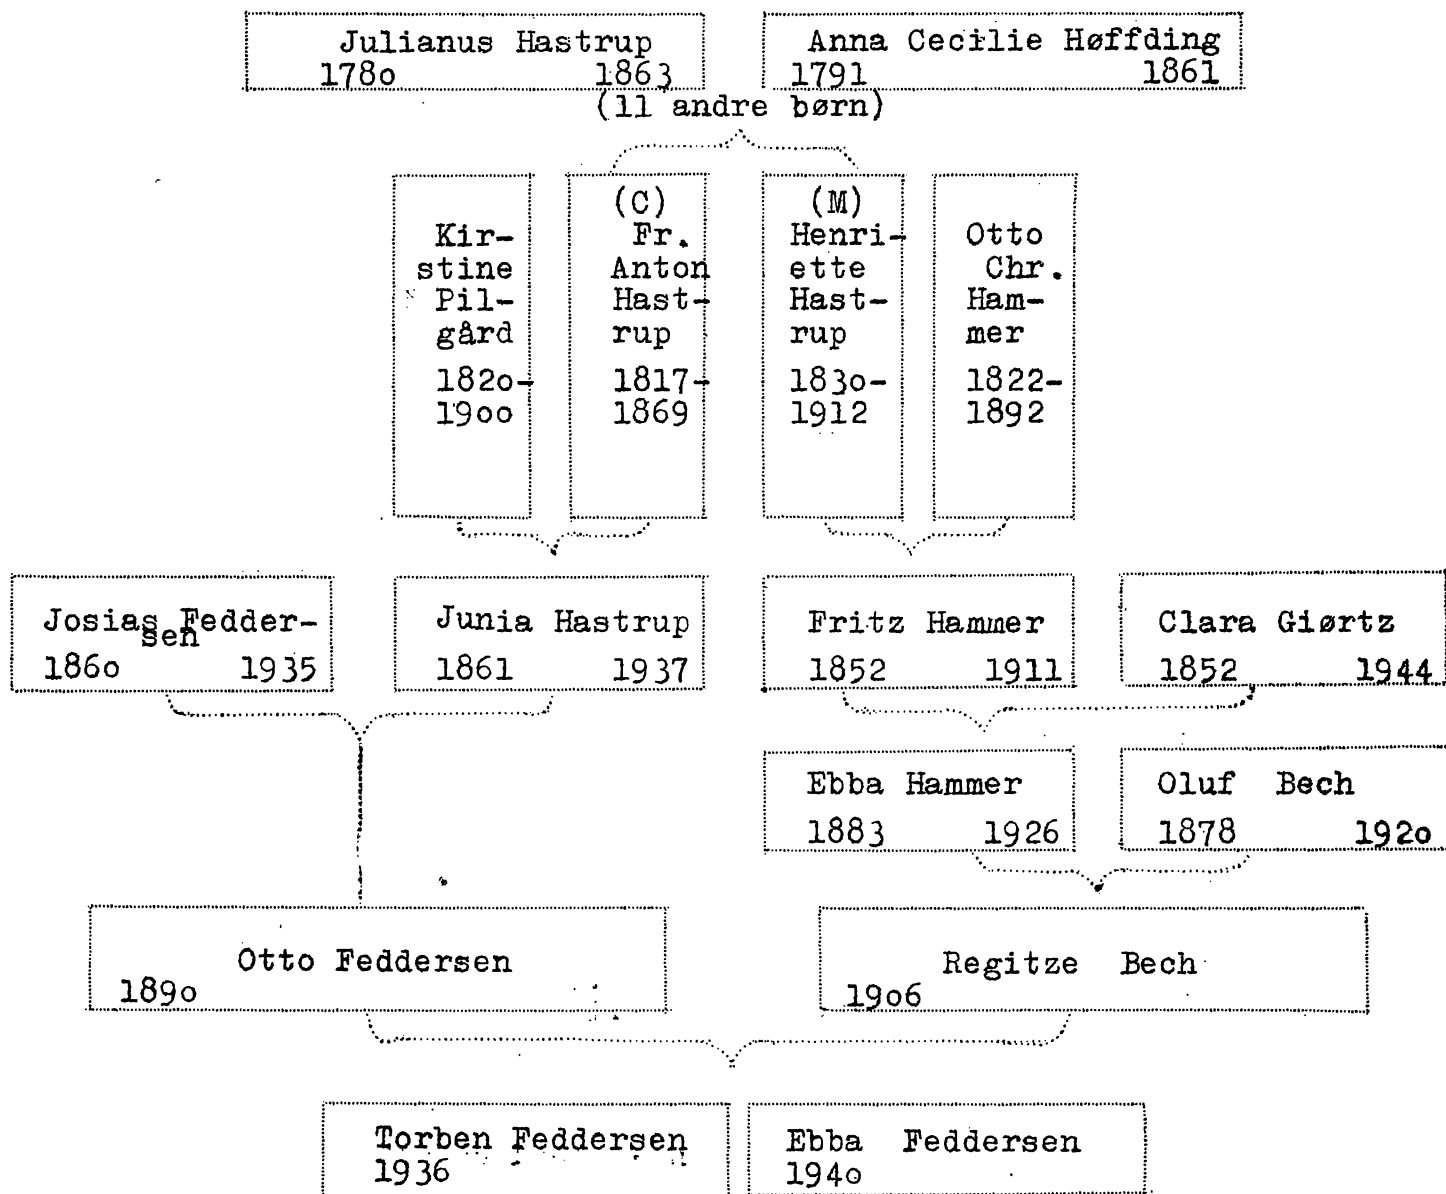 Julianus Hastrup
1780 1863
Anna Cecilie Høffding
1791 1861
(11 andre børn)
Kir-
stine
Pil-
gård
1820-
1900
(C)
Fr.
Anton
Hast-
rup
1817-
1869
(M)
Henri-
ette
Hast-
rup
1830-
1912
Otto
Chr.
Ham-
mer
1822-
1892
Josias Fedder-
sen
1860 1935
Junia Hastrup
1861 1937
Fritz Hammer
1852 1911
Clara Giørtz
1852 1944
Ebba Hammer
1883 1926
Oluf Bech
1878 1920
Otto Feddersen
1890
Regitze Bech
1906
Torben Feddersen
1936
Ebba Feddersen
1940